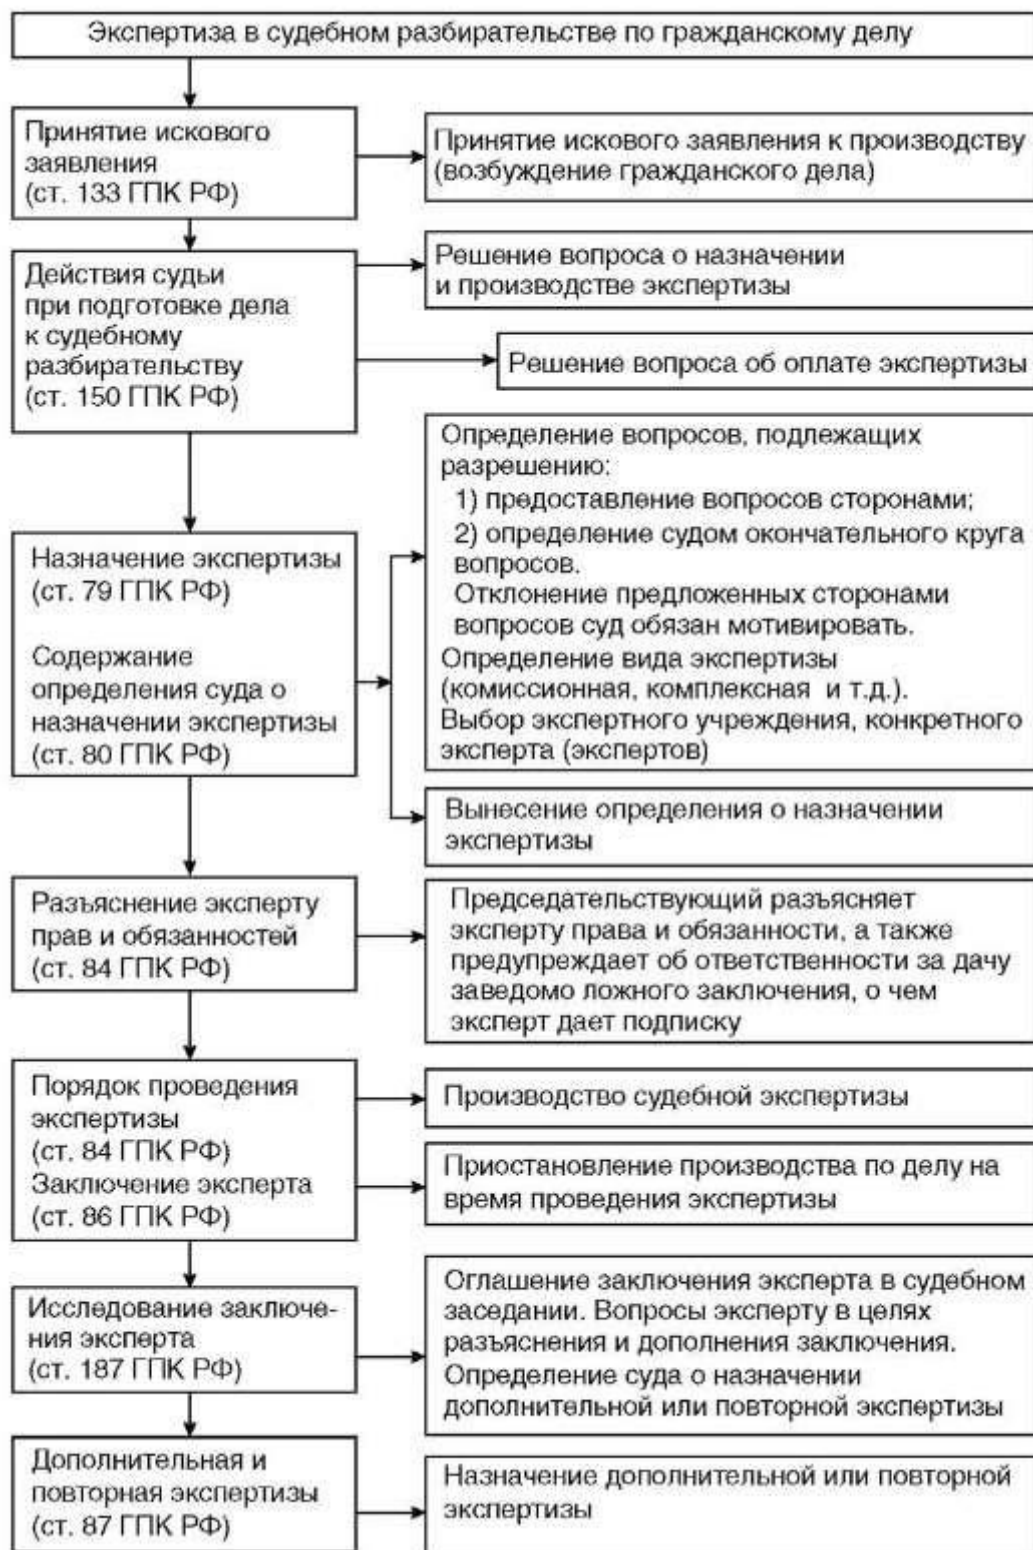 Экспертиза в судебном разбирательстве по гражданскому делу
Принятие искового
заявления
(ст. 133 ГПК РФ)
Принятие искового заявления к производству
(возбуждение гражданского дела)
Действия судьи
при подготовке дела
к судебному
разбирательству
(ст. 150 ГПК РФ)
Решение вопроса о назначении
и производстве экспертизы
Решение вопроса об оплате экспертизы
Назначение экспертизы
(ст. 79 ГПК РФ)
Содержание
определения суда о
назначении экспертизы
(ст. 80 ГПК РФ)
Определение вопросов, подлежащих
разрешению:
1) предоставление вопросов сторонами;
2) определение судом окончательного круга
вопросов.
Отклонение предложенных сторонами
вопросов суд обязан мотивировать.
Определение вида экспертизы
(комиссионная, комплексная и т.д.).
Выбор экспертного учреждения, конкретного
эксперта (экспертов)
Вынесение определения о назначении
экспертизы
Разъяснение эксперту
прав и обязанностей
(ст. 84 ГПК РФ)
Председательствующий разъясняет
эксперту права и обязанности, а также
предупреждает об ответственности за дачу
заведомо ложного заключения, о чем
эксперт дает подписку
Порядок проведения
экспертизы
(ст. 84 ГПК РФ)
Заключение эксперта
(ст. 86 ГПК РФ)
Производство судебной экспертизы
Приостановление производства по делу на
время проведения экспертизы
Исследование заключе-
ния эксперта
(ст. 187 ГПК РФ)
Оглашение заключения эксперта в судебном
заседании. Вопросы эксперту в целях
разъяснения и дополнения заключения.
Определение суда о назначении
дополнительной или повторной экспертизы
Дополнительная и
повторная экспертизы
(ст. 87 ГПК РФ)
Назначение дополнительной или повторной
экспертизы